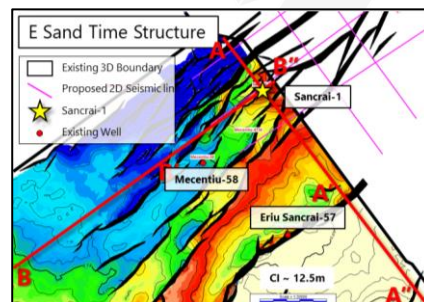 E Sand Time Structure
Existing 3D Boundary
Proposed 2D Seismic lin
Sancrai-1
Existing Well
A'
B"
Sancrai-1
Mecentiu-58
A
Eriu Sancrai-57
B
CI ~ 12.5m
A"